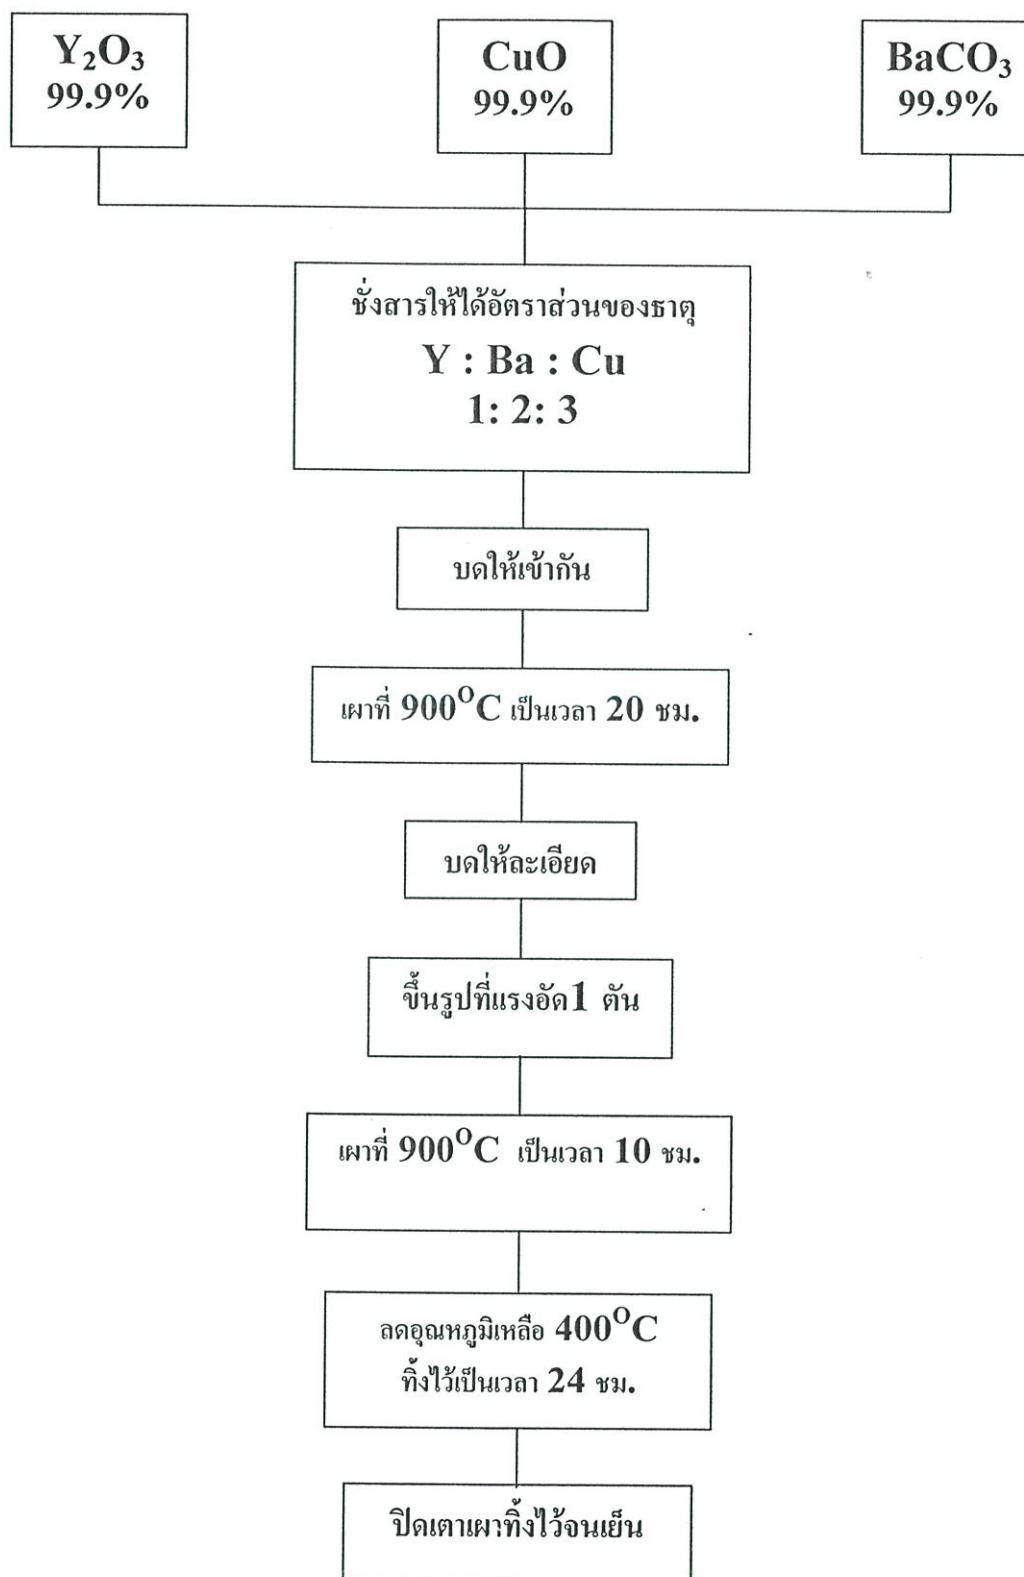 Y₂O₃
99.9%
CuO
99.9%
BaCO₃
99.9%
ชั่งสารให้ได้อัตราส่วนของธาตุ
Y : Ba : Cu
1: 2: 3
บดให้เข้ากัน
เผาที่ 900ᴼC เป็นเวลา 20 ชม.
บดให้ละเอียด
ขึ้นรูปที่แรงอัด1 ตัน
เผาที่ 900ᴼC เป็นเวลา 10 ชม.
ลดอุณหภูมิเหลือ 400ᴼC
ทิ้งไว้เป็นเวลา 24 ชม.
ปิดเตาเผาทิ้งไว้จนเย็น